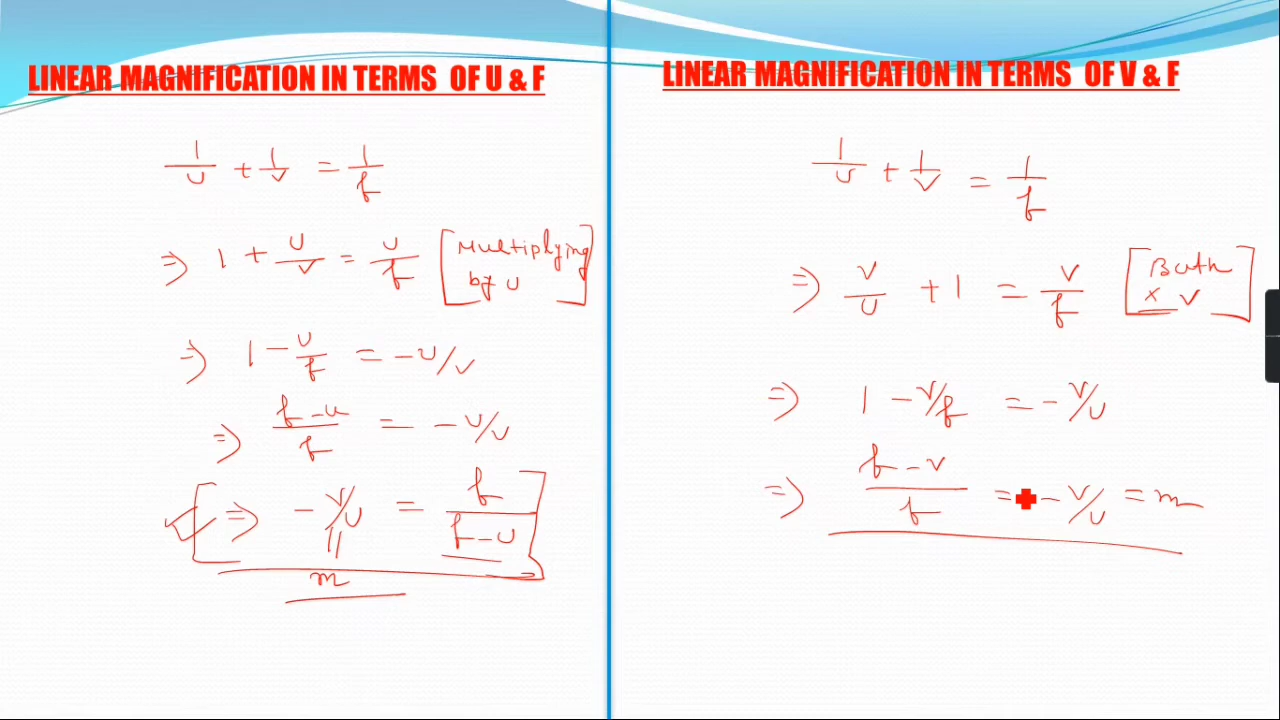 LINEAR MAGNIFICATION IN TERMS OF U & F
1/u + 1/v = 1/f
⇒ 1 + u/v = u/f [Multiplying by u]
⇒ 1 - u/f = -u/v
⇒ f-u/f = -u/v
⇒ -v/u = f/f-u
m
LINEAR MAGNIFICATION IN TERMS OF V & F
1/u + 1/v = 1/f
⇒ v/u + 1 = v/f [Both × v]
⇒ 1 - v/f = -v/u
⇒ f-v/f = -v/u = m